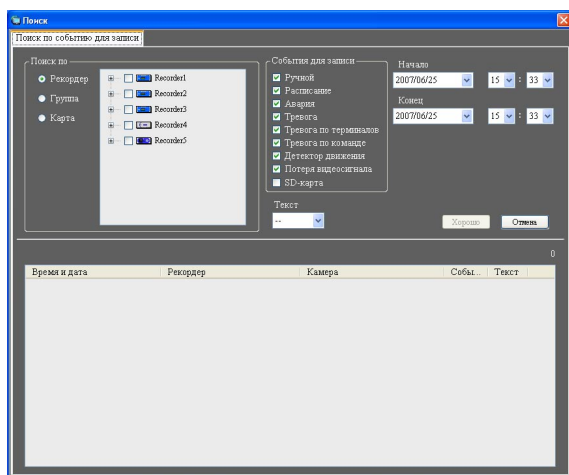 Поиск
Поиск по событию для записи
Поиск по
Рекордер
Группа
Карта
Recorder1
Recorder2
Recorder3
Recorder4
Recorder5
События для записи
Ручной
Расписание
Авария
Тревога
Тревога по терминалов
Тревога по команде
Детектор движения
Потеря видеосигнала
SD-карта
Текст
--
Начало
2007/06/25 15 : 33
Конец
2007/06/25 15 : 33
Хорошо Отмена
0
Время и дата Рекордер Камера Собы... Текст